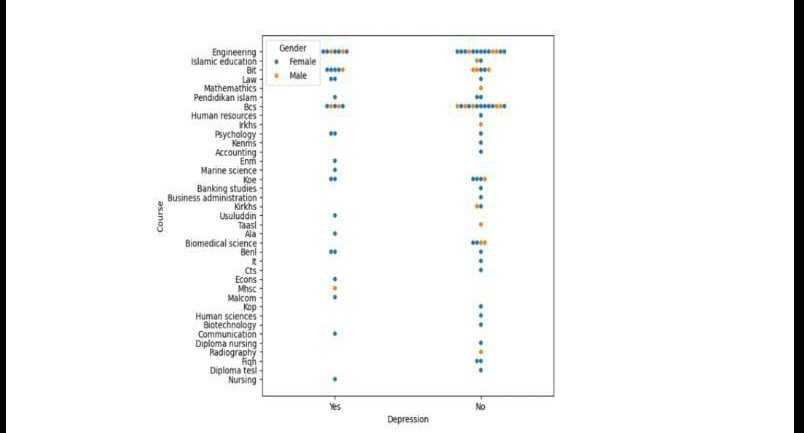 Gender
Female
Male
Engineering
Islamic education
Bit
Law
Mathemathics
Pendidikan islam
Bcs
Human resources
Irkhs
Psychology
Kenms
Accounting
Enm
Marine science
Koe
Banking studies
Business administration
Kirkhs
Usuluddin
Taasl
Ala
Biomedical science
Benl
It
Cts
Econs
Mhsc
Malcom
Kop
Human sciences
Biotechnology
Communication
Diploma nursing
Radiography
Fiqh
Diploma tesl
Nursing
Course
Yes
No
Depression